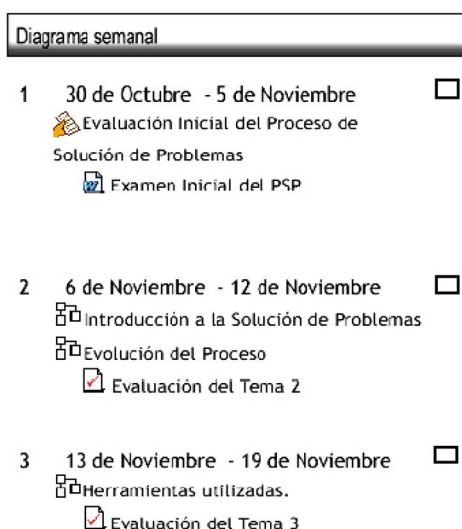 Diagrama semanal
1 30 de Octubre - 5 de Noviembre
Evaluación Inicial del Proceso de
Solución de Problemas
Examen Inicial del PSP
2 6 de Noviembre - 12 de Noviembre
Introducción a la Solución de Problemas
Evolución del Proceso
Evaluación del Tema 2
3 13 de Noviembre - 19 de Noviembre
Herramientas utilizadas.
Evaluación del Tema 3